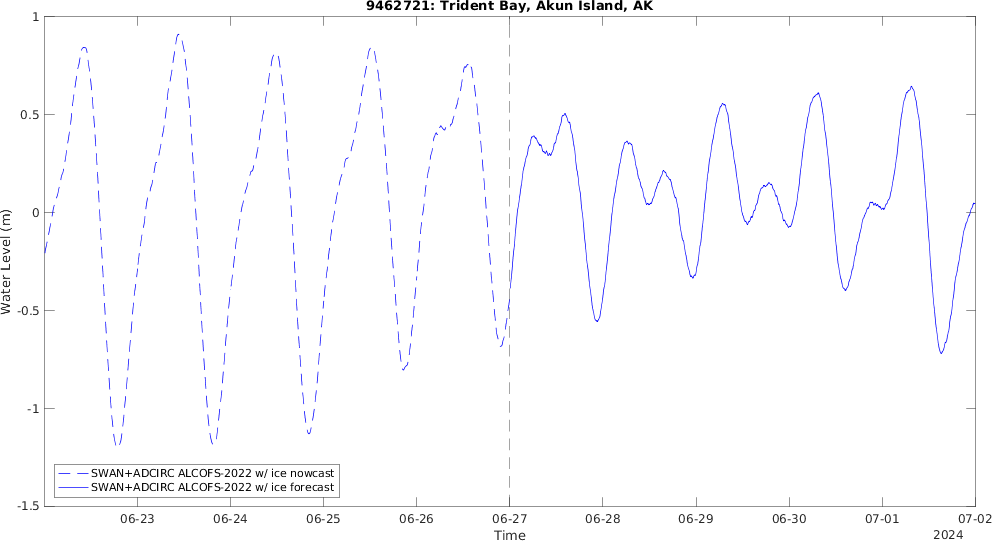 9462721: Trident Bay, Akun Island, AK
1
0.5
0
-0.5
-1
-1.5
Water Level (m)
SWAN+ADCIRC ALCOFS-2022 w/ ice nowcast
SWAN+ADCIRC ALCOFS-2022 w/ ice forecast
06-23 06-24 06-25 06-26 06-27 06-28 06-29 06-30 07-01 07-02
Time
2024